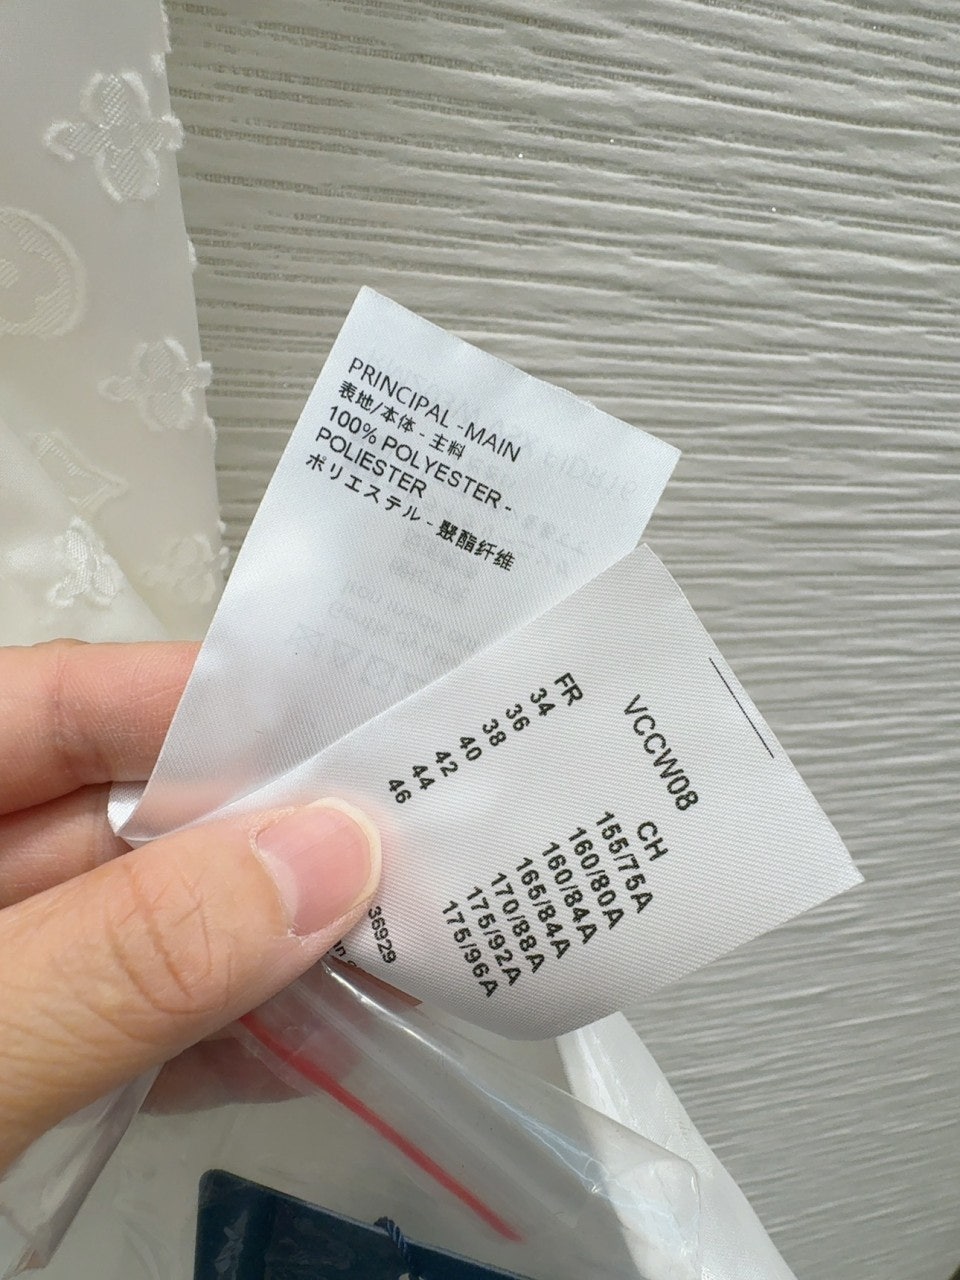 PRINCIPAL -MAIN
表地/本体 - 主料
100% POLYESTER -
POLIESTER
ポリエステル - 聚酯纤维
VCCW08
FR CH
34 155/75A
36 160/80A
38 160/84A
40 165/84A
42 170/88A
44 175/92A
46 175/96A
36929